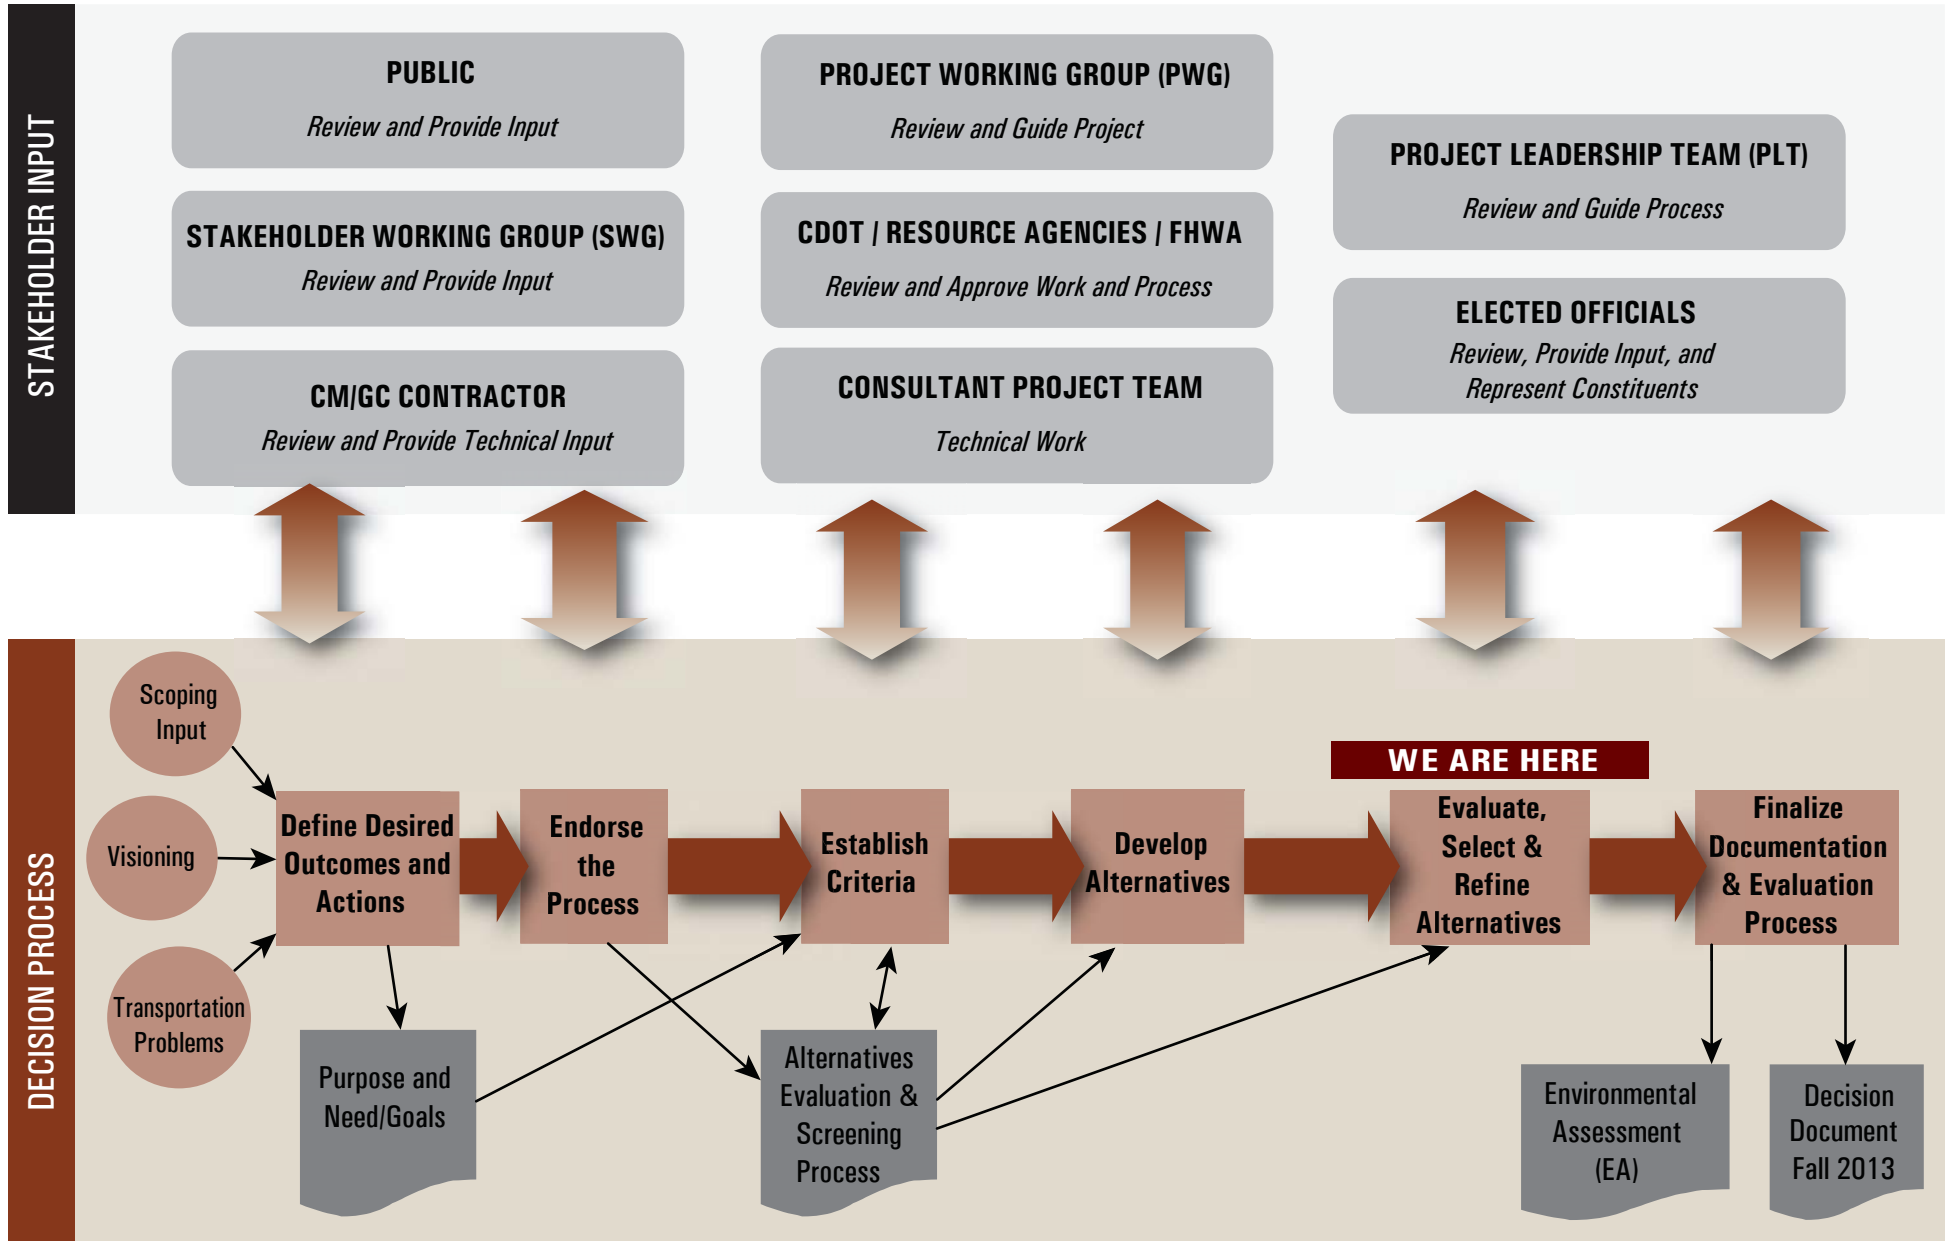 STAKEHOLDER INPUT
PUBLIC
Review and Provide Input
STAKEHOLDER WORKING GROUP (SWG)
Review and Provide Input
CM/GC CONTRACTOR
Review and Provide Technical Input
PROJECT WORKING GROUP (PWG)
Review and Guide Project
CDOT / RESOURCE AGENCIES / FHWA
Review and Approve Work and Process
CONSULTANT PROJECT TEAM
Technical Work
PROJECT LEADERSHIP TEAM (PLT)
Review and Guide Process
ELECTED OFFICIALS
Review, Provide Input, and
Represent Constituents
DECISION PROCESS
Scoping
Input
Visioning
Transportation
Problems
Define Desired
Outcomes and
Actions
Endorse
the
Process
Establish
Criteria
Develop
Alternatives
WE ARE HERE
Evaluate,
Select &
Refine
Alternatives
Finalize
Documentation
& Evaluation
Process
Purpose and
Need/Goals
Alternatives
Evaluation &
Screening
Process
Environmental
Assessment
(EA)
Decision
Document
Fall 2013